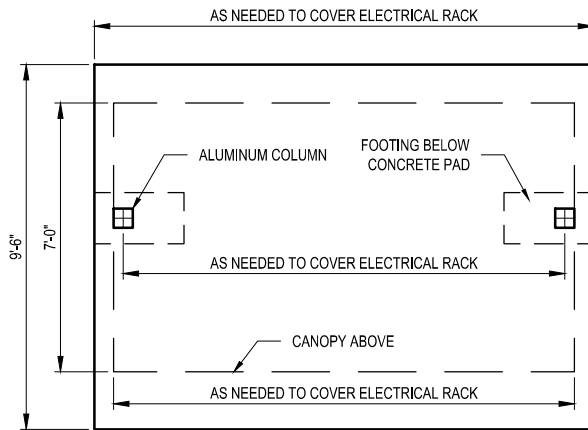 AS NEEDED TO COVER ELECTRICAL RACK
ALUMINUM COLUMN
FOOTING BELOW
CONCRETE PAD
9'-6"
7'-0"
AS NEEDED TO COVER ELECTRICAL RACK
CANOPY ABOVE
AS NEEDED TO COVER ELECTRICAL RACK